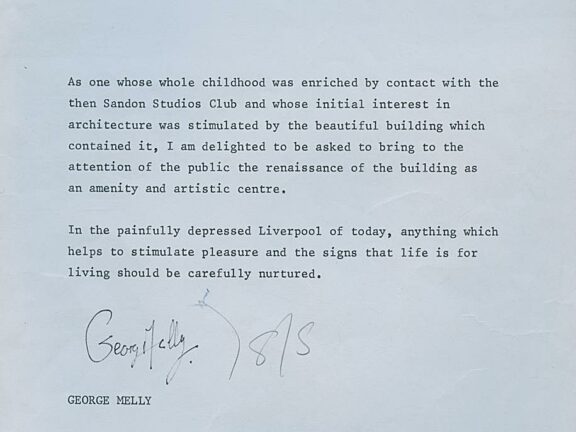 As one whose whole childhood was enriched by contact with the
then Sandon Studios Club and whose initial interest in
architecture was stimulated by the beautiful building which
contained it, I am delighted to be asked to bring to the
attention of the public the renaissance of the building as
an amenity and artistic centre.
In the painfully depressed Liverpool of today, anything which
helps to stimulate pleasure and the signs that life is for
living should be carefully nurtured.
George Melly
GEORGE MELLY